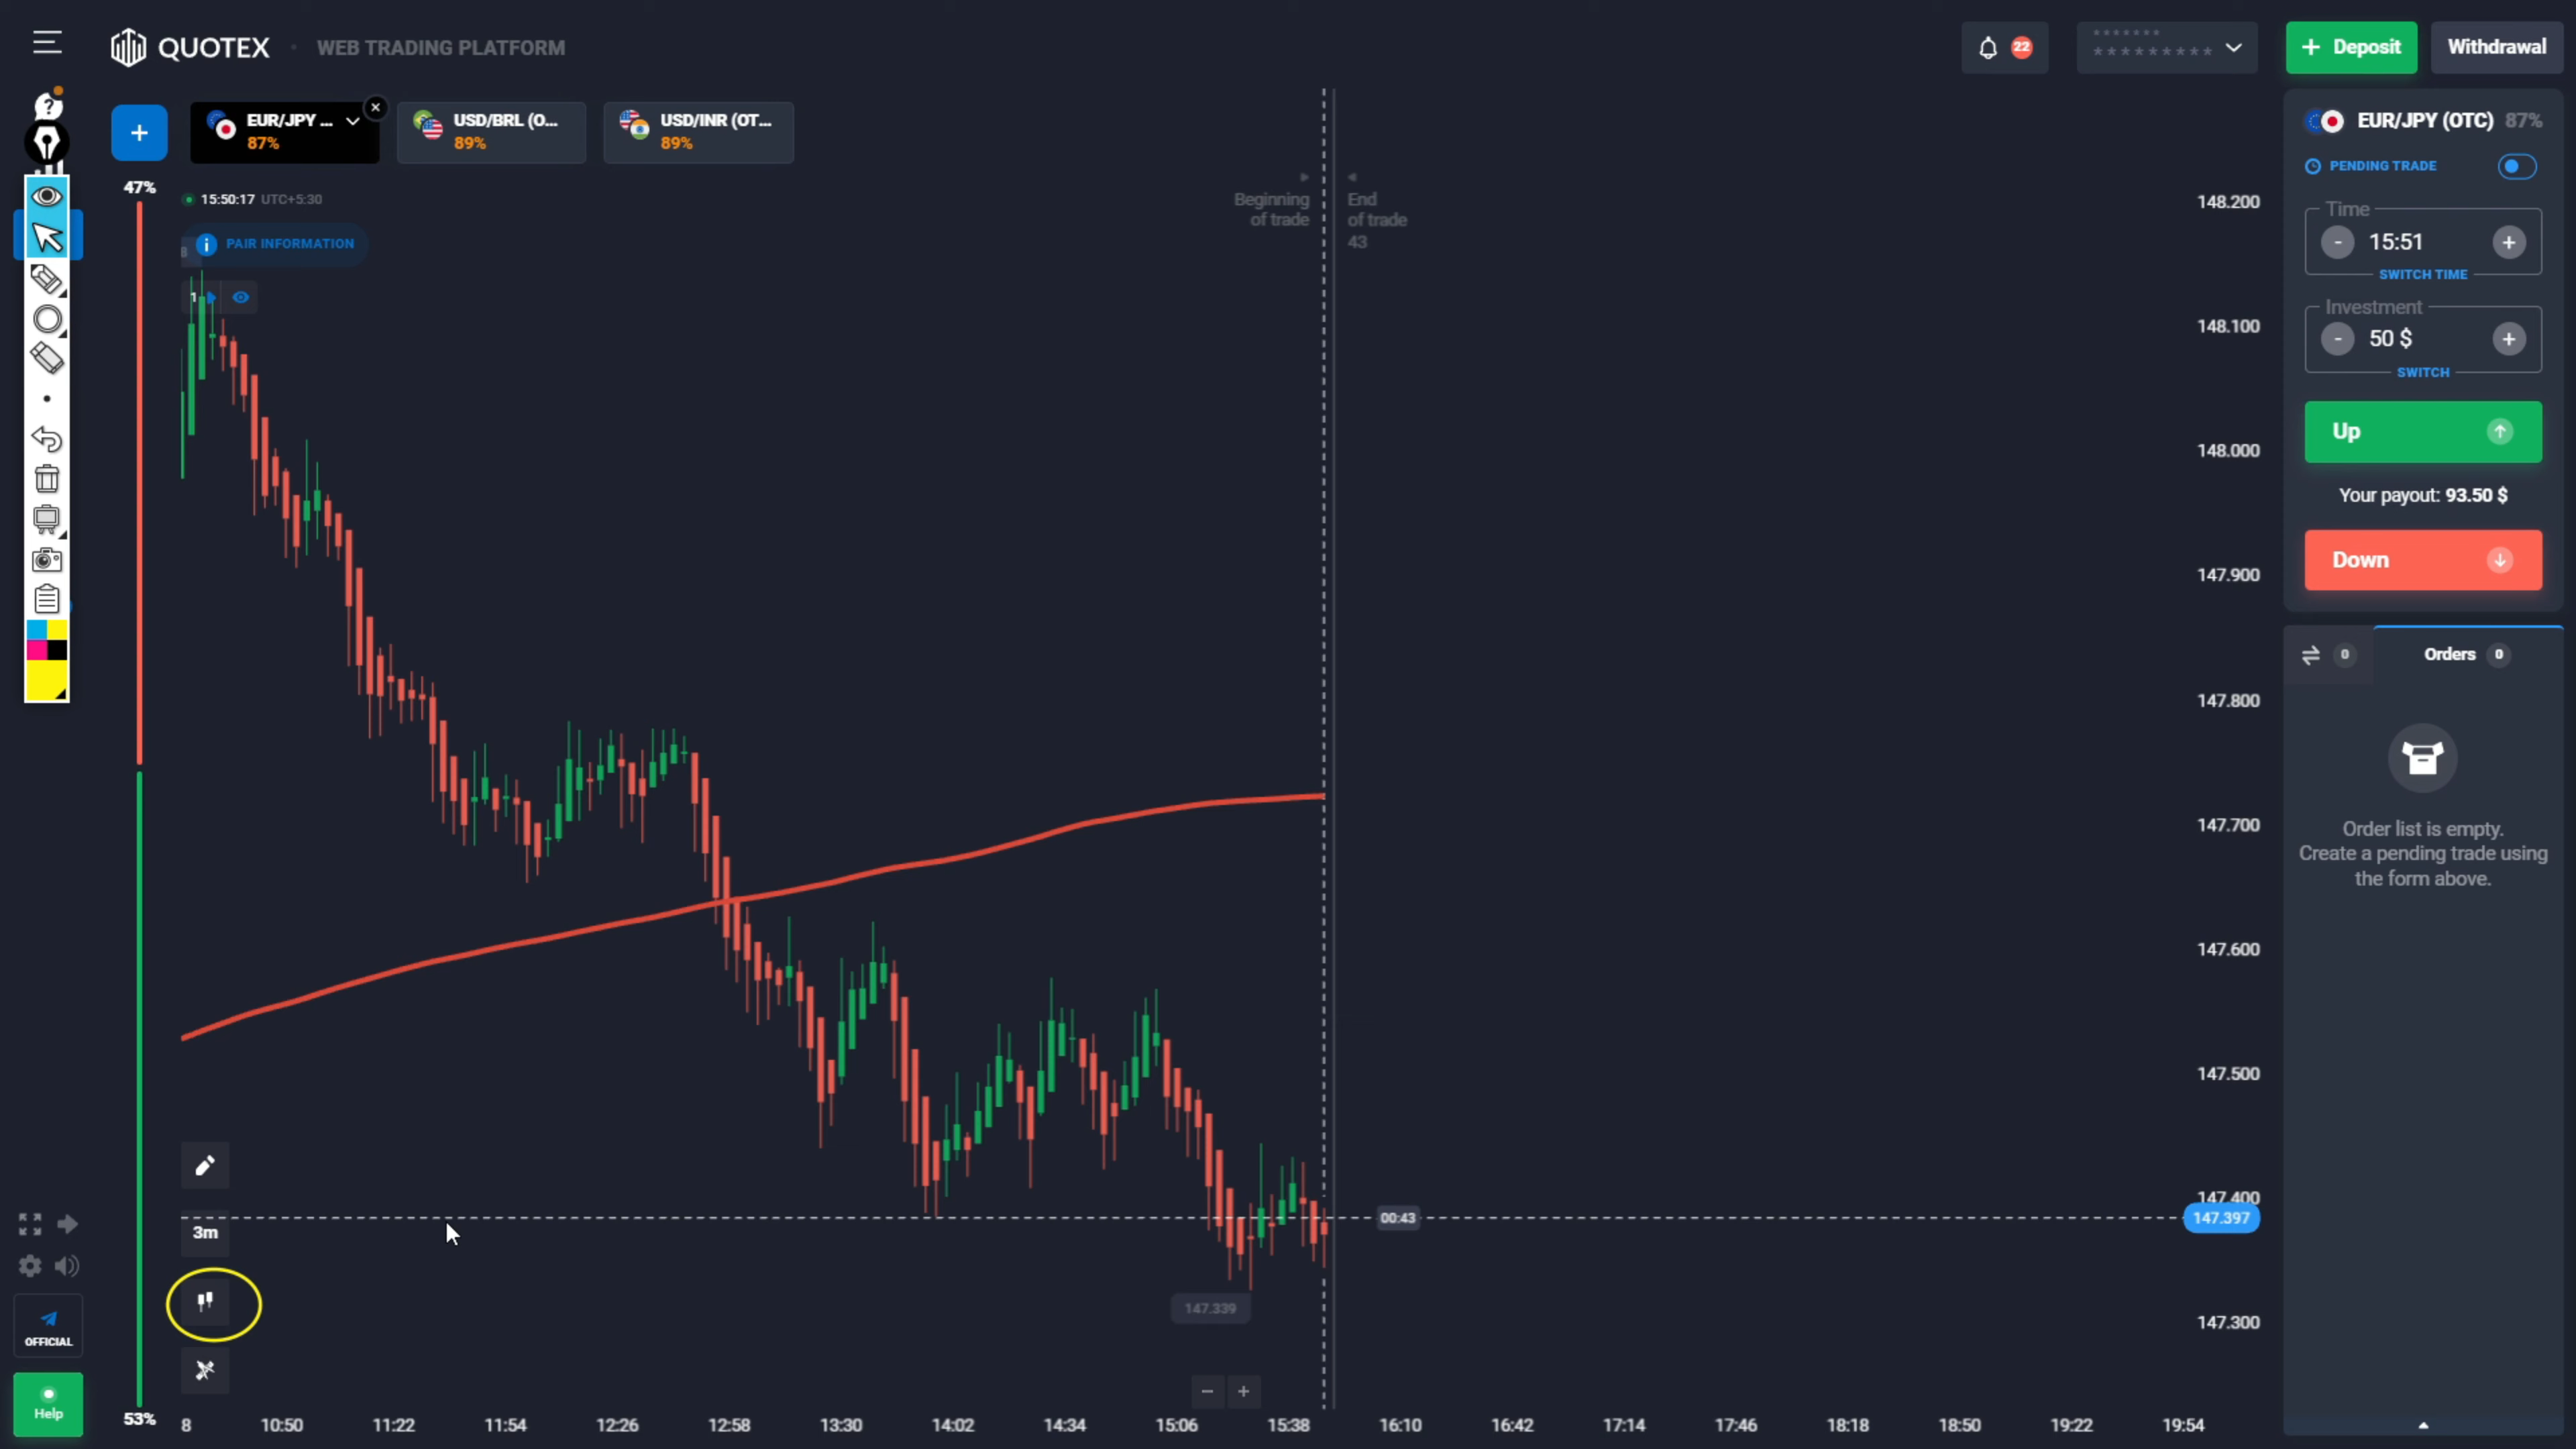 QUOTEX
WEB TRADING PLATFORM
22
******* 
*********
+ Deposit
Withdrawal
EUR/JPY ...
87%
USD/BRL (O...
89%
USD/INR (OT...
89%
EUR/JPY (OTC) 87%
PENDING TRADE
Time
- 15:51 +
SWITCH TIME
Investment
- 50 $ +
SWITCH
Up
Your payout: 93.50 $
Down
0
Orders 0
Order list is empty.
Create a pending trade using
the form above.
47%
15:50:17 UTC+5:30
PAIR INFORMATION
1
Beginning
of trade
End
of trade
43
148.200
148.100
148.000
147.900
147.800
147.700
147.600
147.500
147.400
147.397
147.300
3m
00:43
147.339
- +
OFFICIAL
Help
53%
8 10:50 11:22 11:54 12:26 12:58 13:30 14:02 14:34 15:06 15:38 16:10 16:42 17:14 17:46 18:18 18:50 19:22 19:54